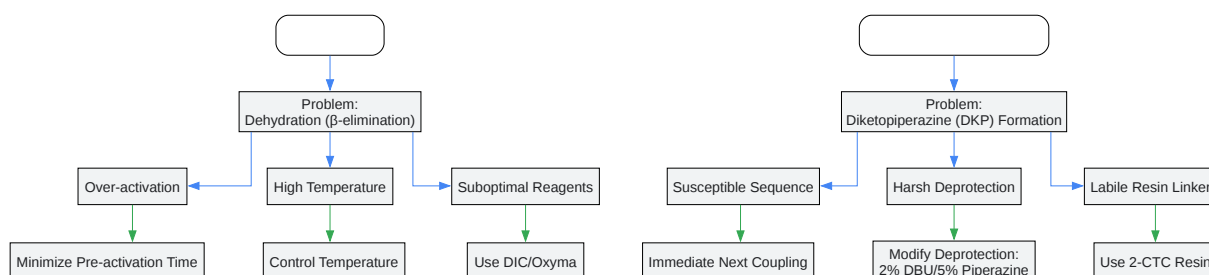 Problem:
Dehydration (β-elimination)
Problem:
Diketopiperazine (DKP) Formation
Over-activation
High Temperature
Suboptimal Reagents
Susceptible Sequence
Harsh Deprotection
Labile Resin Linker
Minimize Pre-activation Time
Control Temperature
Use DIC/Oxyma
Immediate Next Coupling
Modify Deprotection:
2% DBU/5% Piperazine
Use 2-CTC Resin